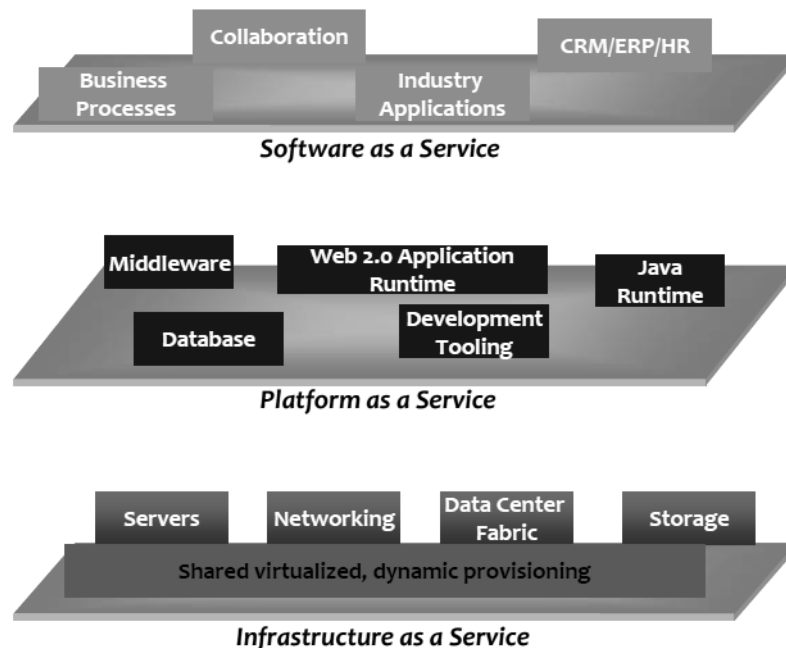 Collaboration
CRM/ERP/HR
Business
Processes
Industry
Applications
Software as a Service
Middleware
Web 2.0 Application
Runtime
Java
Runtime
Database
Development
Tooling
Platform as a Service
Servers
Networking
Data Center
Fabric
Storage
Shared virtualized, dynamic provisioning
Infrastructure as a Service